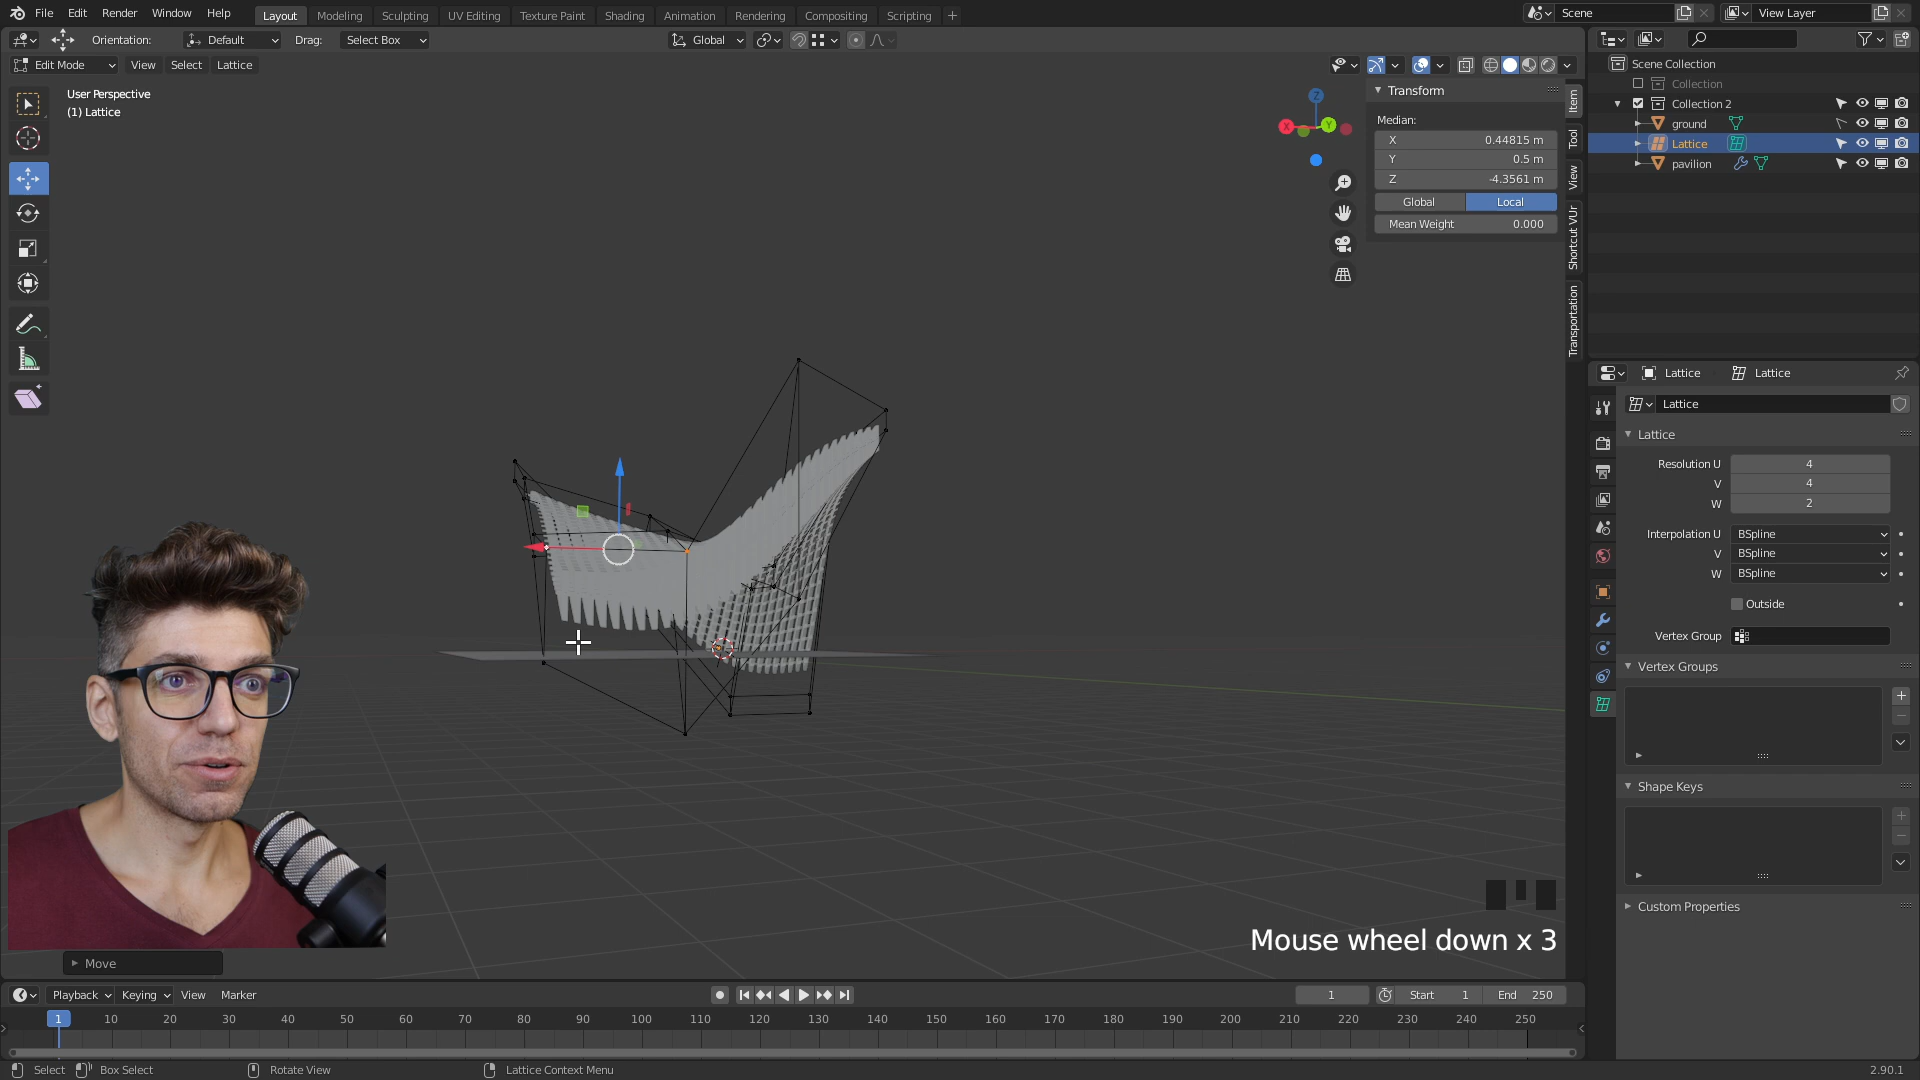 File Edit Render Window Help Layout Modeling Sculpting UV Editing Texture Paint Shading Animation Rendering Compositing Scripting + Scene View Layer
Orientation: Default Drag: Select Box Global
Edit Mode View Select Lattice
User Perspective
(1) Lattice
Z
X
Y
Transform
Median:
X 0.44815 m
Y 0.5 m
Z -4.3561 m
Global Local
Mean Weight 0.000
Item
Tool
View
Shortcut VUr
Transportation
Scene Collection
Collection
Collection 2
ground
Lattice
pavilion
Lattice Lattice
Lattice
Lattice
Resolution U 4
V 4
W 2
Interpolation U BSpline
V BSpline
W BSpline
Outside
Vertex Group
Vertex Groups
Shape Keys
Custom Properties
Mouse wheel down x 3
Move
Playback Keying View Marker 1 Start 1 End 250
1 10 20 30 40 50 60 70 80 90 100 110 120 130 140 150 160 170 180 190 200 210 220 230 240 250
Select Box Select Rotate View Lattice Context Menu 2.90.1